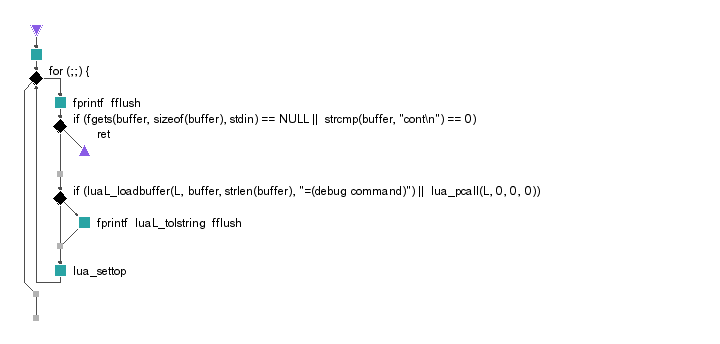 for (;;) {
fprintf fflush
if (fgets(buffer, sizeof(buffer), stdin) == NULL || strcmp(buffer, "cont\n") == 0)
ret
if (luaL_loadbuffer(L, buffer, strlen(buffer), "=(debug command)") || lua_pcall(L, 0, 0, 0))
fprintf luaL_tolstring fflush
lua_settop